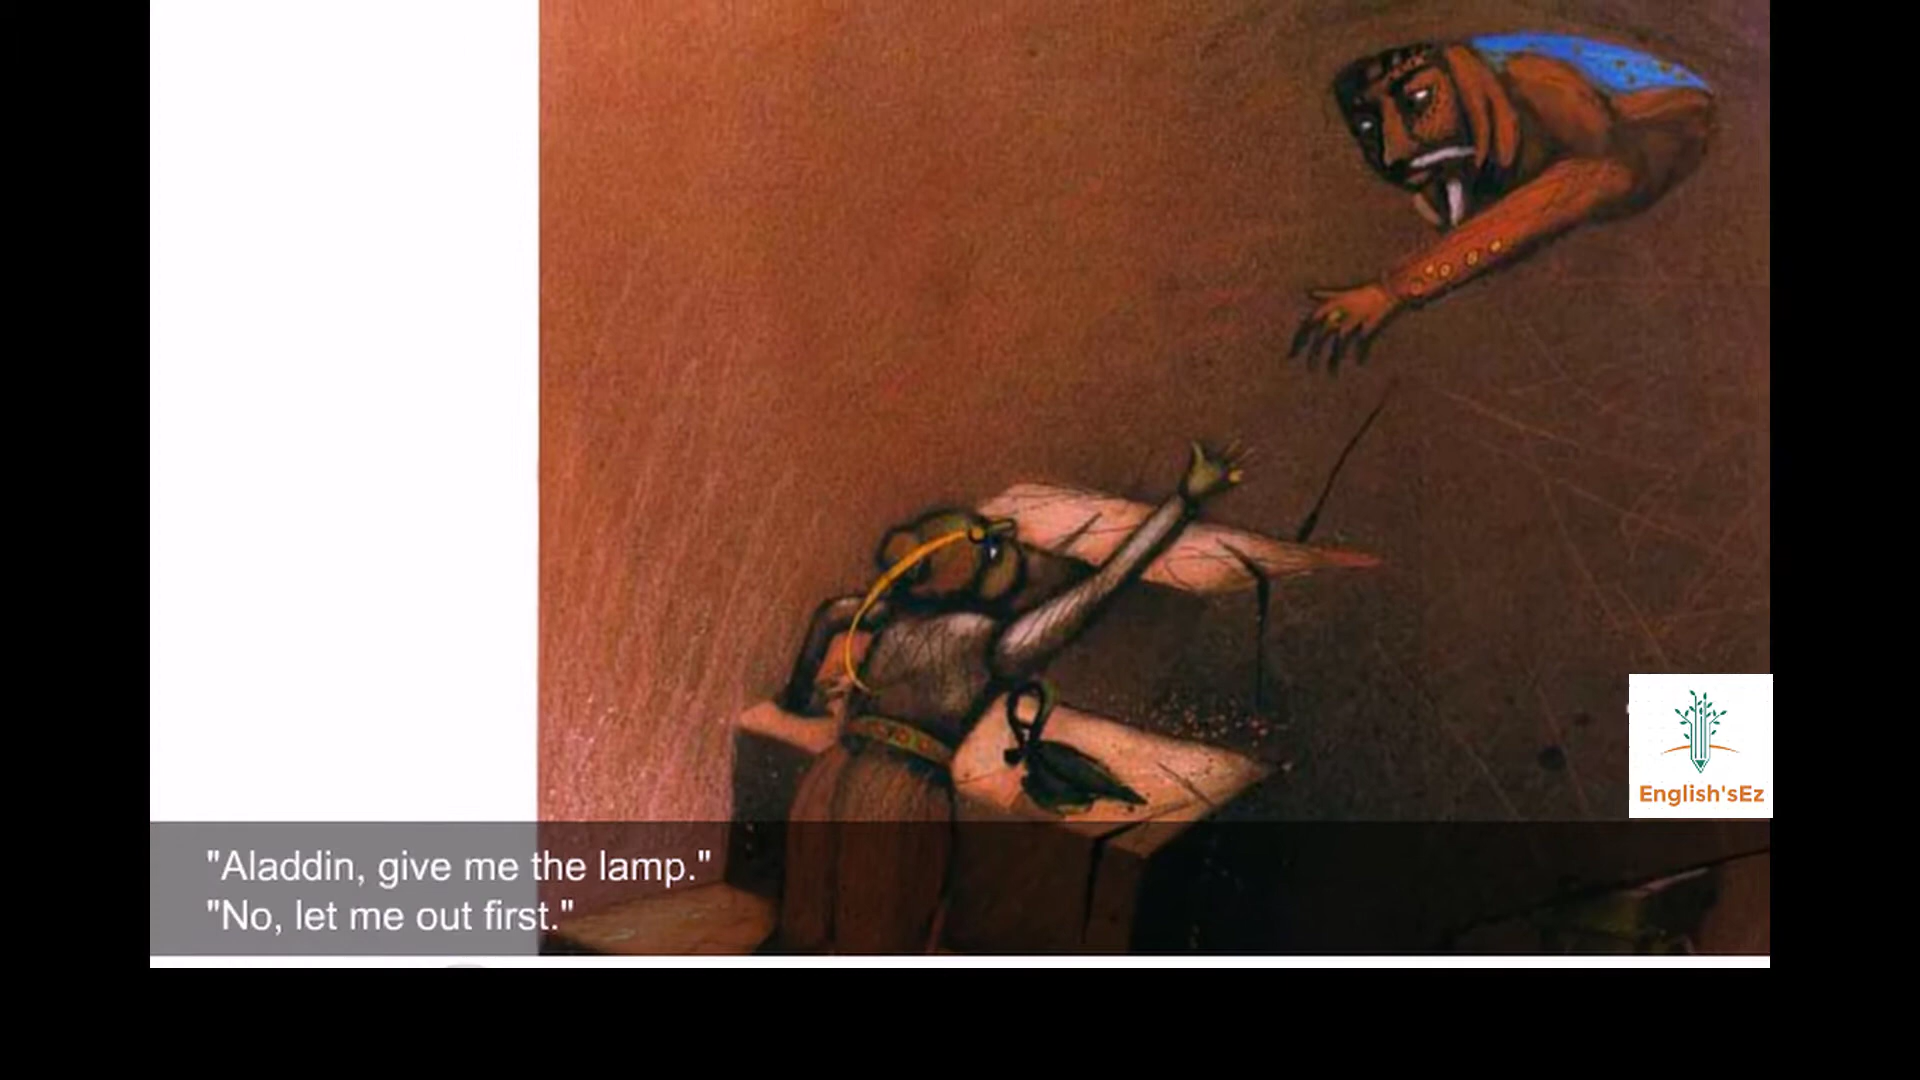 "Aladdin, give me the lamp."
"No, let me out first."
English'sEz